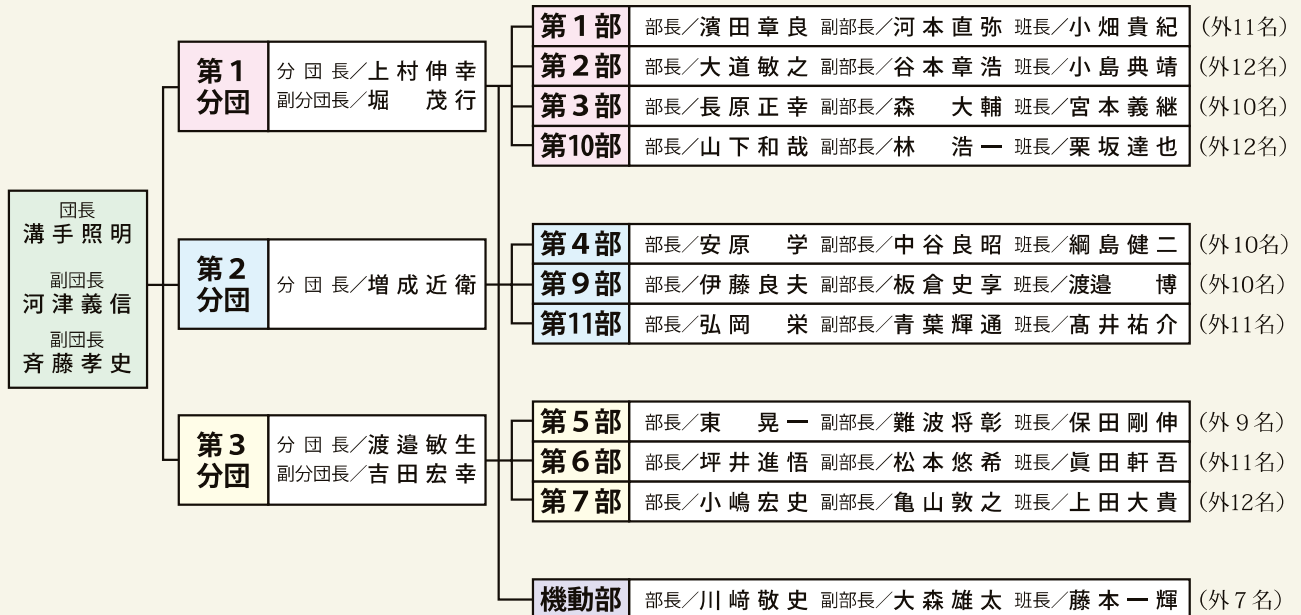 団長
溝手照明
副団長
河津義信
副団長
斉藤孝史
第1分団
分団長／上村伸幸
副分団長／堀　茂行
第1部 部長／濱田章良 副部長／河本直弥 班長／小畑貴紀 (外11名)
第2部 部長／大道敏之 副部長／谷本章浩 班長／小島典靖 (外12名)
第3部 部長／長原正幸 副部長／森　大輔 班長／宮本義継 (外10名)
第10部 部長／山下和哉 副部長／林　浩一 班長／栗坂達也 (外12名)
第2分団
分団長／増成近衛
第4部 部長／安原　学 副部長／中谷良昭 班長／綱島健二 (外10名)
第9部 部長／伊藤良夫 副部長／板倉史享 班長／渡邉　博 (外10名)
第11部 部長／弘岡　栄 副部長／青葉輝通 班長／髙井祐介 (外11名)
第3分団
分団長／渡邉敏生
副分団長／吉田宏幸
第5部 部長／東　晃一 副部長／難波将彰 班長／保田剛伸 (外9名)
第6部 部長／坪井進悟 副部長／松本悠希 班長／眞田軒吾 (外11名)
第7部 部長／小嶋宏史 副部長／亀山敦之 班長／上田大貴 (外12名)
機動部 部長／川﨑敬史 副部長／大森雄太 班長／藤本一輝 (外7名)